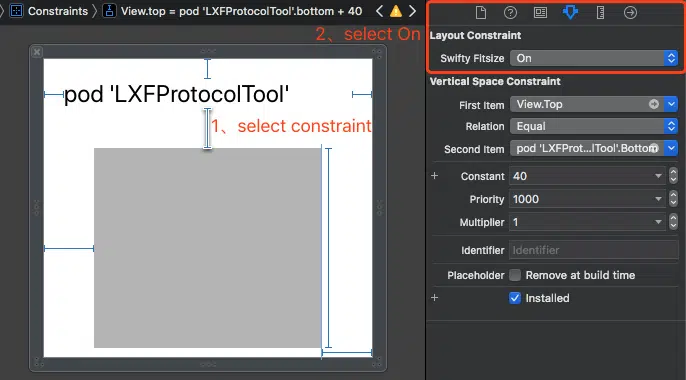 Constraints
View.top = pod 'LXFProtocolTool'.bottom + 40
2、select On
pod 'LXFProtocolTool'
1、select constraint
Layout Constraint
Swifty Fitsize
On
Vertical Space Constraint
First Item
View.Top
Relation
Equal
Second Item
pod 'LXFProt...lTool'.Bottom
Constant
40
Priority
1000
Multiplier
1
Identifier
Identifier
Placeholder
Remove at build time
Installed